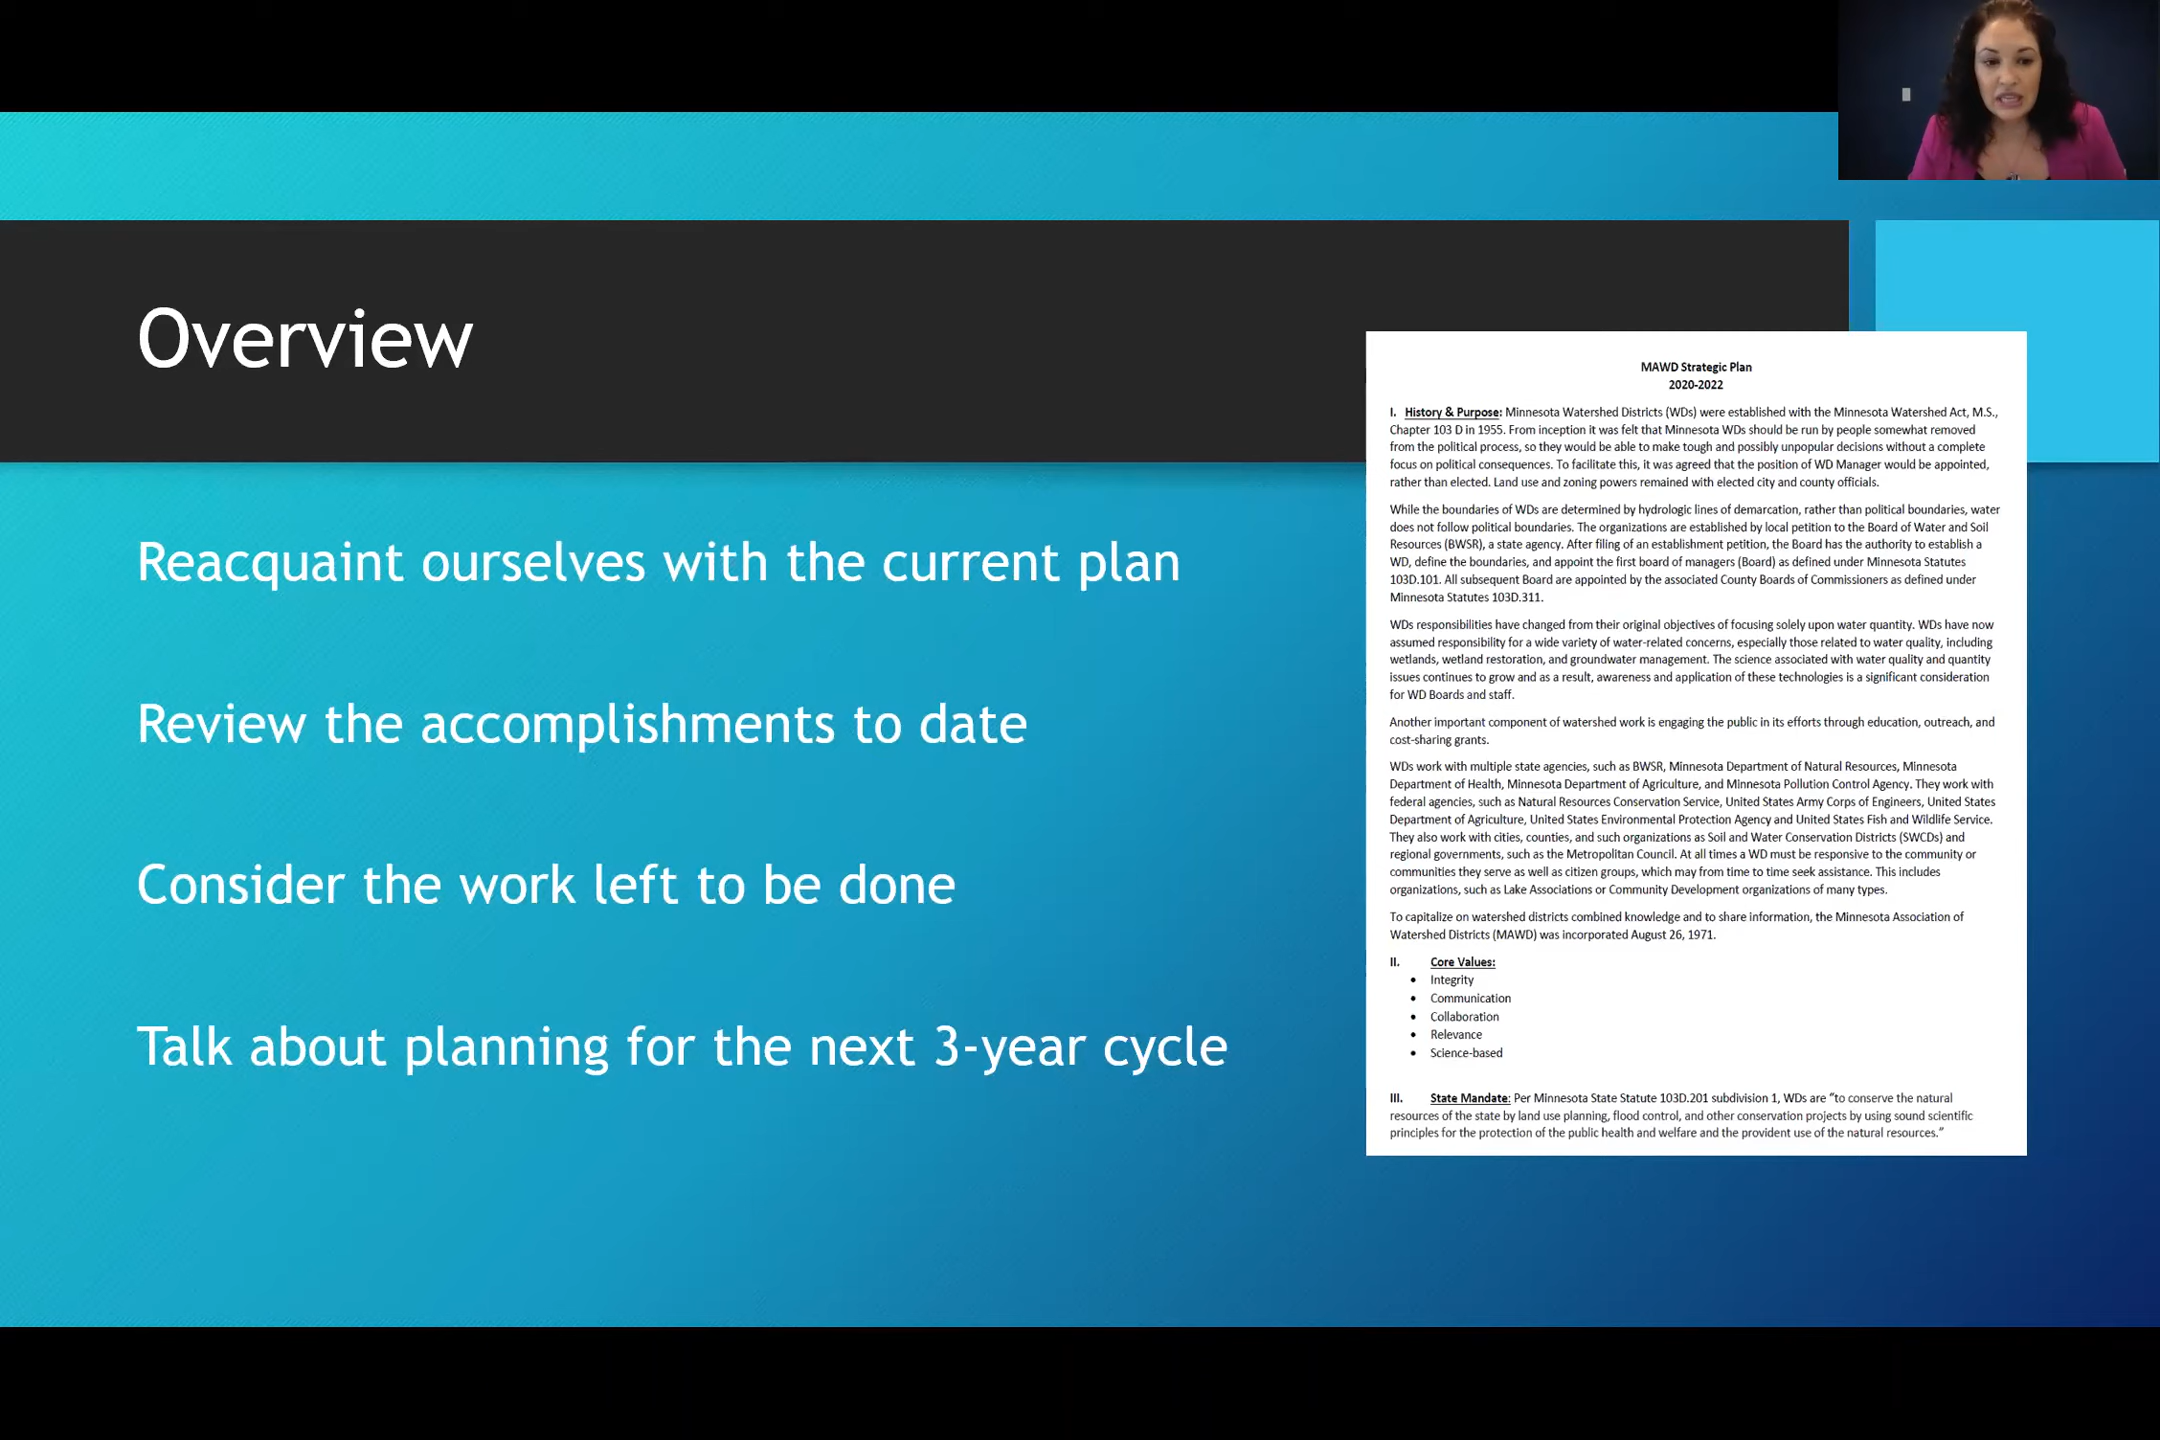 Overview
Reacquaint ourselves with the current plan
Review the accomplishments to date
Consider the work left to be done
Talk about planning for the next 3-year cycle
MAWD Strategic Plan
2020-2022
I. History & Purpose: Minnesota Watershed Districts (WDs) were established with the Minnesota Watershed Act, M.S.,
Chapter 103 D in 1955. From inception it was felt that Minnesota WDs should be run by people somewhat removed
from the political process, so they would be able to make tough and possibly unpopular decisions without a complete
focus on political consequences. To facilitate this, it was agreed that the position of WD Manager would be appointed,
rather than elected. Land use and zoning powers remained with elected city and county officials.
While the boundaries of WDs are determined by hydrologic lines of demarcation, rather than political boundaries, water
does not follow political boundaries. The organizations are established by local petition to the Board of Water and Soil
Resources (BWSR), a state agency. After filing of an establishment petition, the Board has the authority to establish a
WD, define the boundaries, and appoint the first board of managers (Board) as defined under Minnesota Statutes
103D.101. All subsequent Board are appointed by the associated County Boards of Commissioners as defined under
Minnesota Statutes 103D.311.
WDs responsibilities have changed from their original objectives of focusing solely upon water quantity. WDs have now
assumed responsibility for a wide variety of water-related concerns, especially those related to water quality, including
wetlands, wetland restoration, and groundwater management. The science associated with water quality and quantity
issues continues to grow and as a result, awareness and application of these technologies is a significant consideration
for WD Boards and staff.
Another important component of watershed work is engaging the public in its efforts through education, outreach, and
cost-sharing grants.
WDs work with multiple state agencies, such as BWSR, Minnesota Department of Natural Resources, Minnesota
Department of Health, Minnesota Department of Agriculture, and Minnesota Pollution Control Agency. They work with
federal agencies, such as Natural Resources Conservation Service, United States Army Corps of Engineers, United States
Department of Agriculture, United States Environmental Protection Agency and United States Fish and Wildlife Service.
They also work with cities, counties, and such organizations as Soil and Water Conservation Districts (SWCDs) and
regional governments, such as the Metropolitan Council. At all times a WD must be responsive to the community or
communities they serve as well as citizen groups, which may from time to time seek assistance. This includes
organizations, such as Lake Associations or Community Development organizations of many types.
To capitalize on watershed districts combined knowledge and to share information, the Minnesota Association of
Watershed Districts (MAWD) was incorporated August 26, 1971.
II. Core Values:
• Integrity
• Communication
• Collaboration
• Relevance
• Science-based
III. State Mandate: Per Minnesota State Statute 103D.201 subdivision 1, WDs are “to conserve the natural
resources of the state by land use planning, flood control, and other conservation projects by using sound scientific
principles for the protection of the public health and welfare and the provident use of the natural resources.”